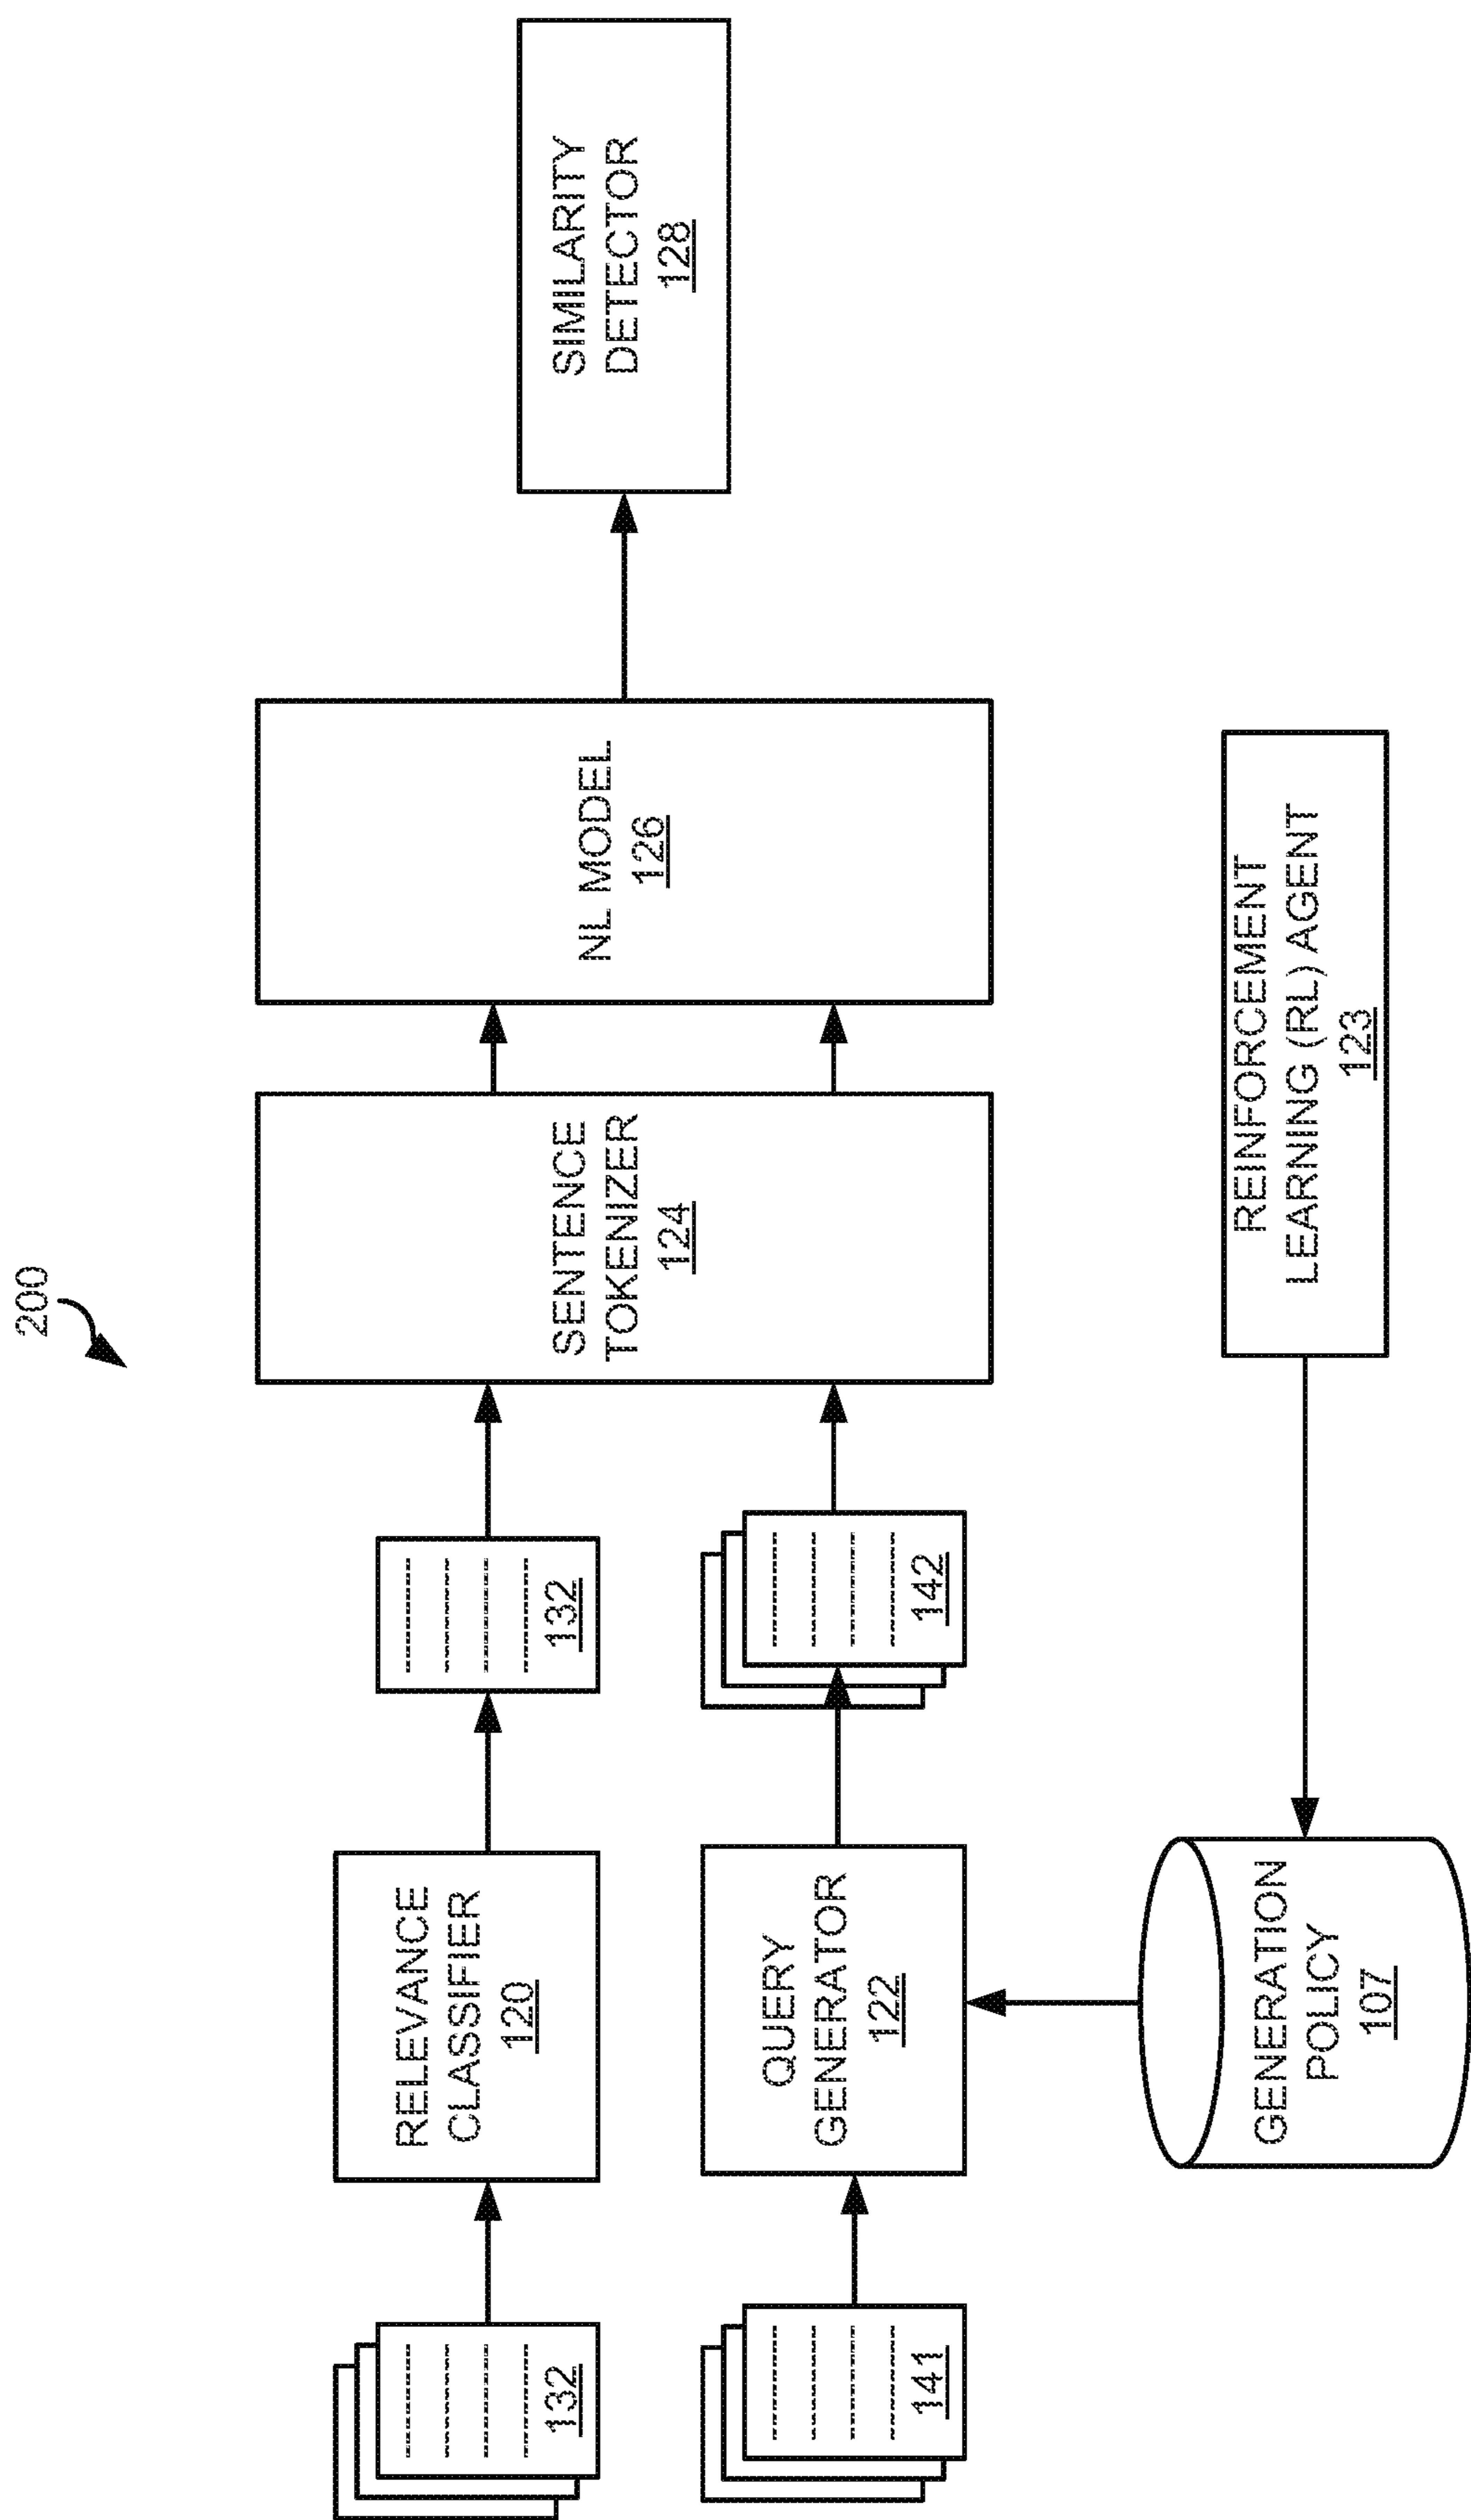 200
132
RELEVANCE
CLASSIFIER
120
132
141
QUERY
GENERATOR
122
142
SENTENCE
TOKENIZER
124
NL MODEL
126
SIMILARITY
DETECTOR
128
GENERATION
POLICY
107
REINFORCEMENT
LEARNING (RL) AGENT
123